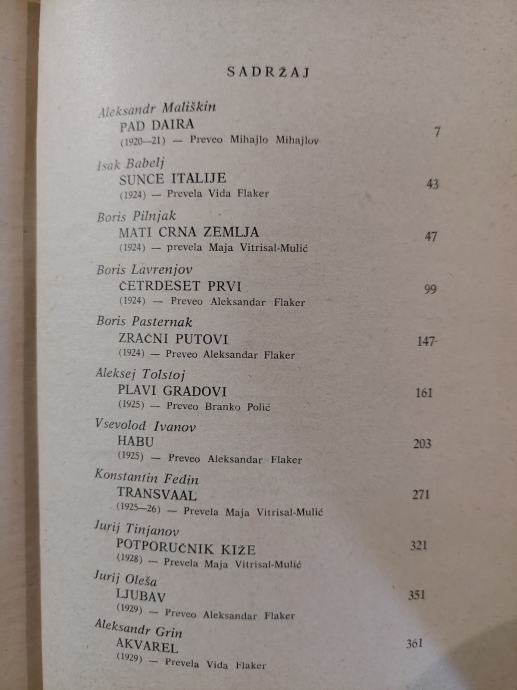 SADRŽAJ
Aleksandr Mališkin
PAD DAIRA 7
(1920—21) — Preveo Mihajlo Mihajlov
Isak Babelj
SUNCE ITALIJE 43
(1924) — Prevela Vida Flaker
Boris Pilnjak
MATI CRNA ZEMLJA 47
(1924) — prevela Maja Vitrisal-Mulić
Boris Lavrenjov
ČETRDESET PRVI 99
(1924) — Preveo Aleksandar Flaker
Boris Pasternak
ZRAČNI PUTOVI 147
(1924) — Preveo Aleksandar Flaker
Aleksej Tolstoj
PLAVI GRADOVI 161
(1925) — Preveo Branko Polić
Vsevolod Ivanov
HABU 203
(1925) — Preveo Aleksandar Flaker
Konstantin Fedin
TRANSVAAL 271
(1925—26) — Prevela Maja Vitrisal-Mulić
Jurij Tinjanov
POTPORUČNIK KIŽE 321
(1928) — Prevela Maja Vitrisal-Mulić
Jurij Oleša
LJUBAV 351
(1929) — Preveo Aleksandar Flaker
Aleksandr Grin
AKVAREL 361
(1929) — Prevela Vida Flaker